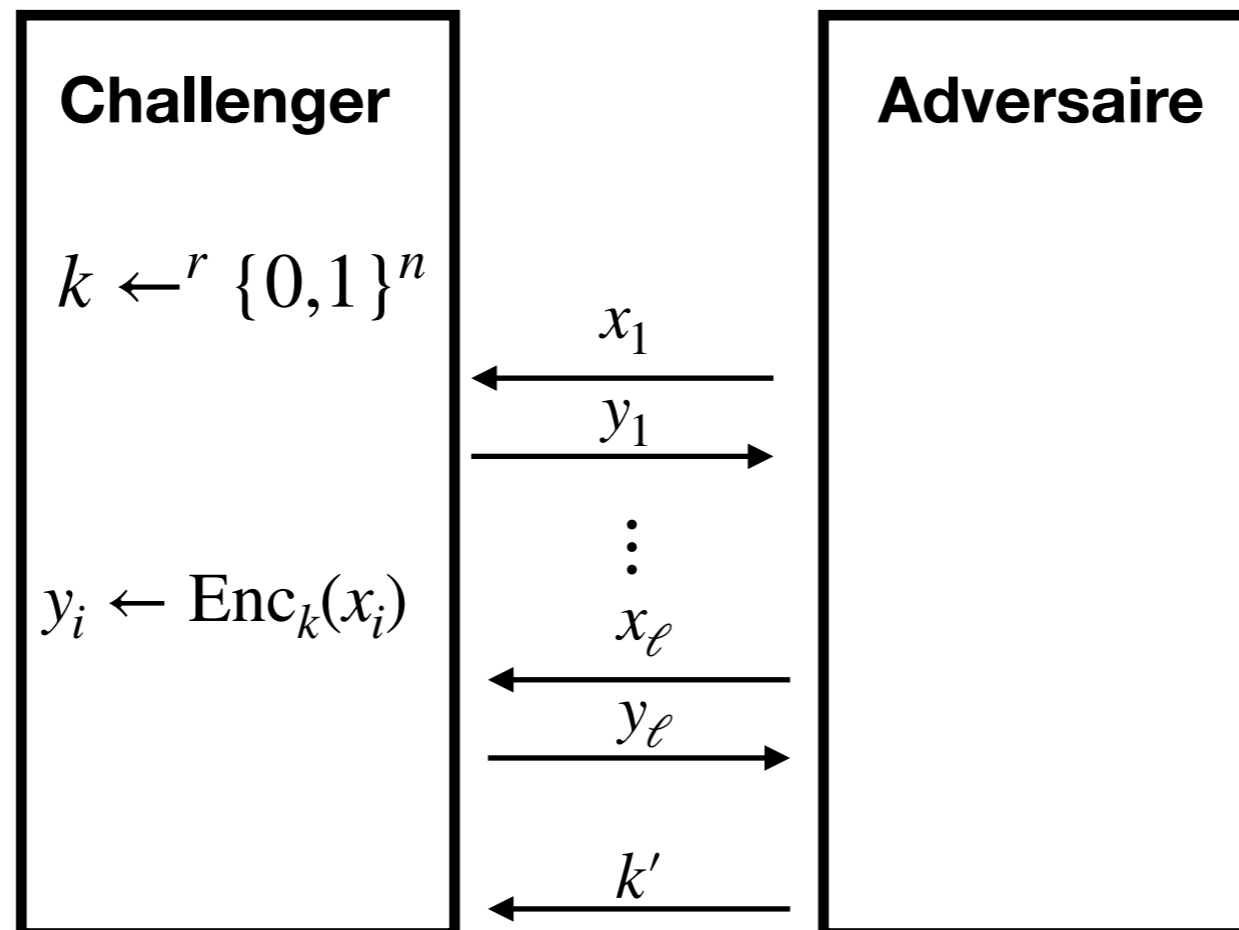 Challenger
Adversaire
k ←ʳ {0,1}ⁿ
x₁
y₁
⋮
yᵢ ← Encₖ(xᵢ)
x_ℓ
y_ℓ
k′